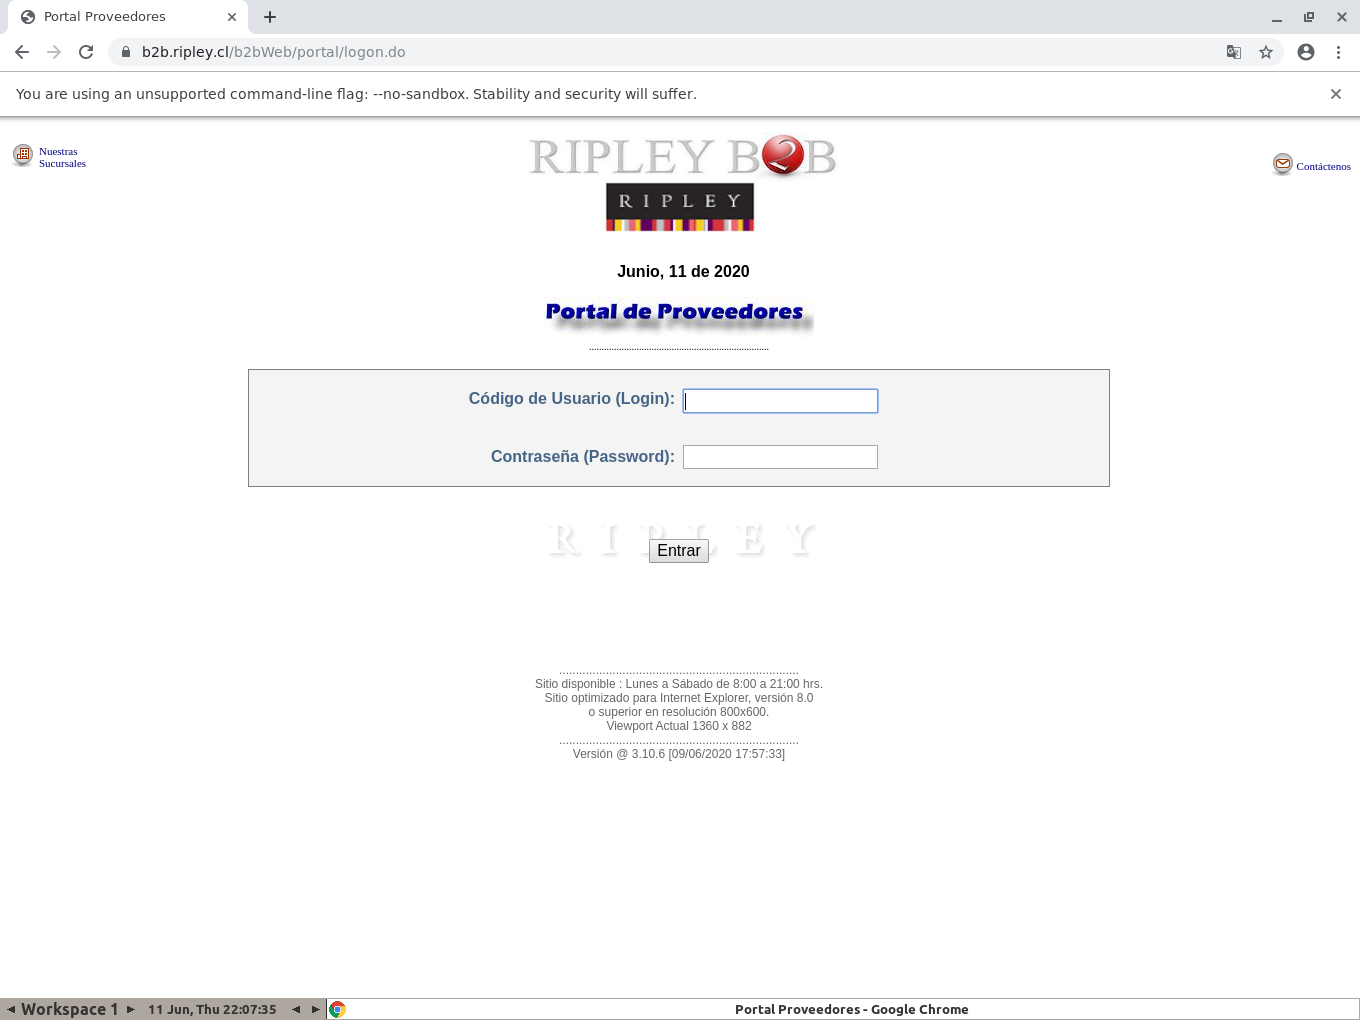 Portal Proveedores
b2b.ripley.cl/b2bWeb/portal/logon.do
You are using an unsupported command-line flag: --no-sandbox. Stability and security will suffer.
Nuestras
Sucursales
RIPLEY B2B
Contáctenos
RIPLEY
Junio, 11 de 2020
Portal de Proveedores
Código de Usuario (Login):
Contraseña (Password):
RIPLEY
Entrar
Sitio disponible : Lunes a Sábado de 8:00 a 21:00 hrs.
Sitio optimizado para Internet Explorer, versión 8.0
o superior en resolución 800x600.
Viewport Actual 1360 x 882
Versión @ 3.10.6 [09/06/2020 17:57:33]
Workspace 1 11 Jun, Thu 22:07:35 Portal Proveedores - Google Chrome